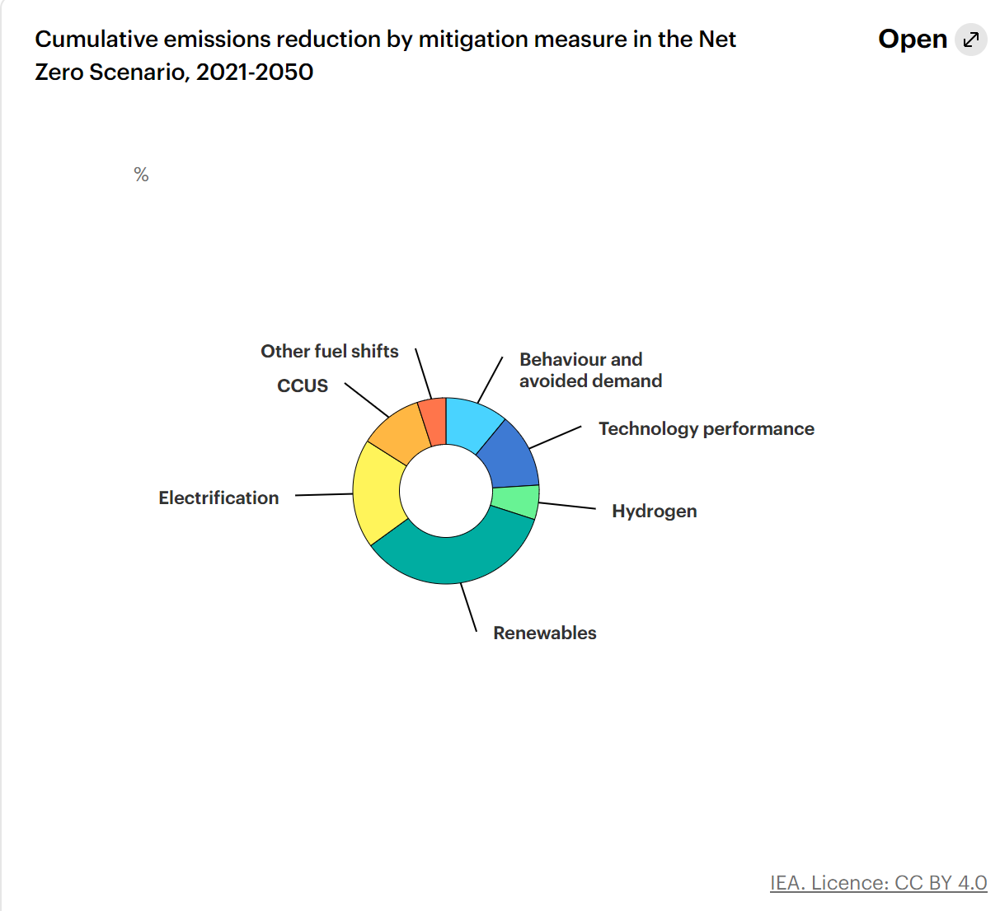 Cumulative emissions reduction by mitigation measure in the Net
Zero Scenario, 2021-2050
Open
%
Other fuel shifts
Behaviour and
avoided demand
CCUS
Technology performance
Electrification
Hydrogen
Renewables
IEA. Licence: CC BY 4.0